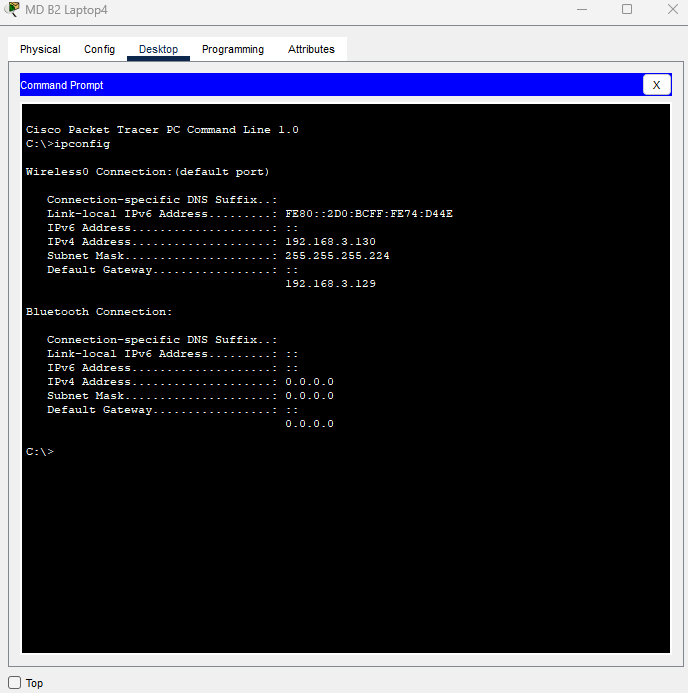 MD B2 Laptop4
Physical Config Desktop Programming Attributes
Command Prompt X
Cisco Packet Tracer PC Command Line 1.0
C:\>ipconfig
Wireless0 Connection:(default port)
Connection-specific DNS Suffix..:
Link-local IPv6 Address.........: FE80::2D0:BCFF:FE74:D44E
IPv6 Address....................: ::
IPv4 Address....................: 192.168.3.130
Subnet Mask.....................: 255.255.255.224
Default Gateway.................: ::
192.168.3.129
Bluetooth Connection:
Connection-specific DNS Suffix..:
Link-local IPv6 Address.........: ::
IPv6 Address....................: ::
IPv4 Address....................: 0.0.0.0
Subnet Mask.....................: 0.0.0.0
Default Gateway.................: ::
0.0.0.0
C:\>
Top